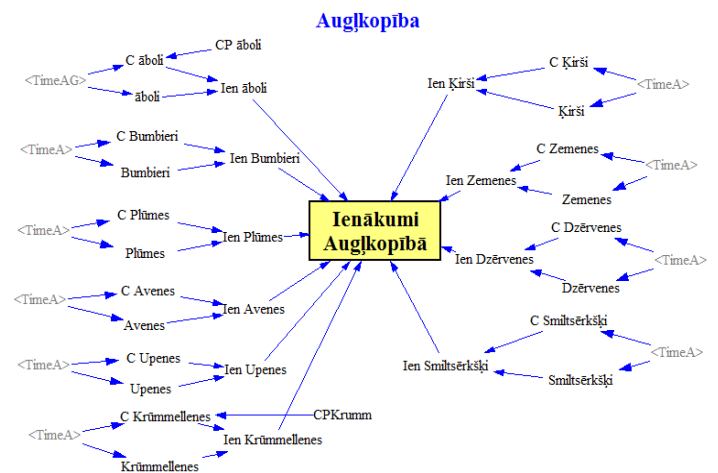 Augļkopība
CP āboli
C āboli
<TimeAG>
āboli
Ien āboli
C Bumbieri
<TimeA>
Bumbieri
Ien Bumbieri
C Plūmes
<TimeA>
Plūmes
Ien Plūmes
C Avenes
<TimeA>
Avenes
Ien Avenes
C Upenes
<TimeA>
Upenes
Ien Upenes
C Krūmmellenes
CPKrumm
<TimeA>
Krūmmellenes
Ien Krūmmellenes
Ienākumi
Augļkopībā
C Ķirši
Ien Ķirši
<TimeA>
Ķirši
C Zemenes
<TimeA>
Ien Zemenes
Zemenes
C Dzērvenes
Ien Dzērvenes
<TimeA>
Dzērvenes
C Smiltsērkšķi
<TimeA>
Ien Smiltsērkšķi
Smiltsērkšķi